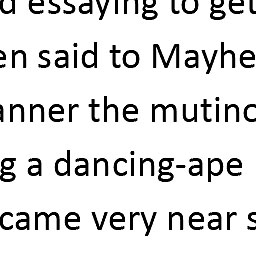 d essaying to get
en said to Mayhe
anner the mutino
g a dancing-ape
came very near s